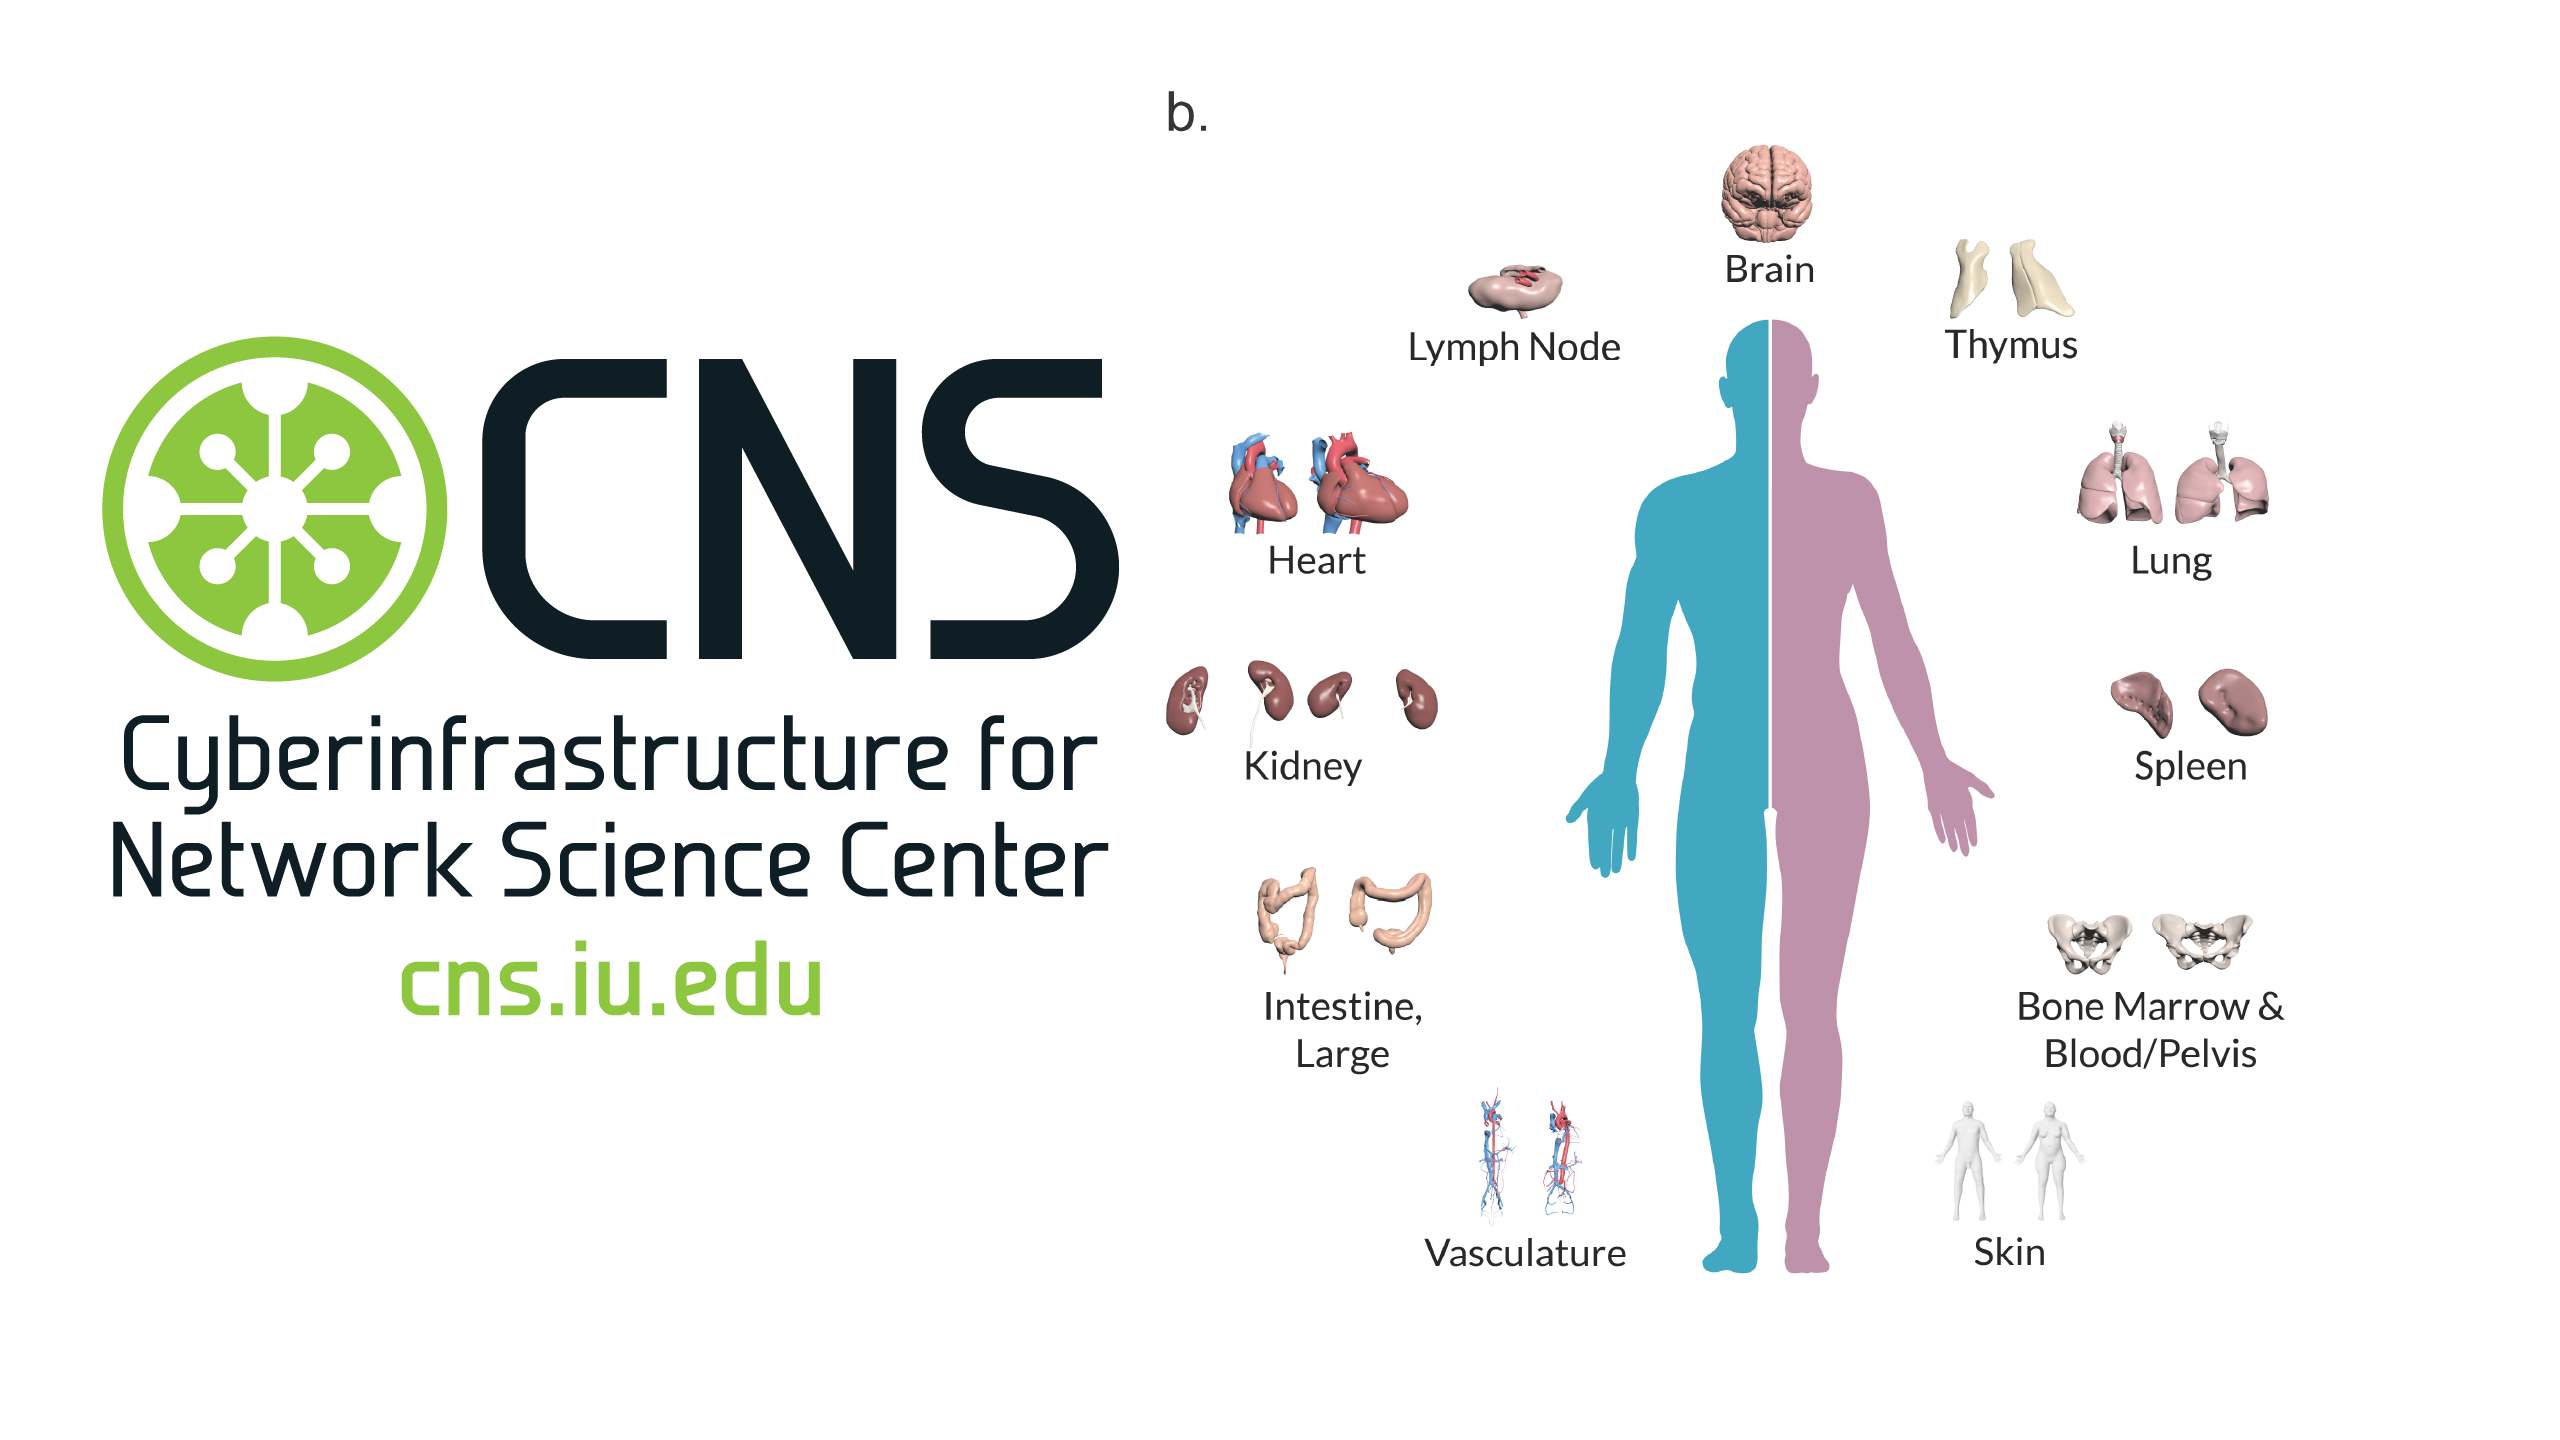 CNS
Cyberinfrastructure for
Network Science Center
cns.iu.edu
b.
Brain
Lymph Node
Thymus
Heart
Lung
Kidney
Spleen
Intestine,
Large
Bone Marrow &
Blood/Pelvis
Vasculature
Skin